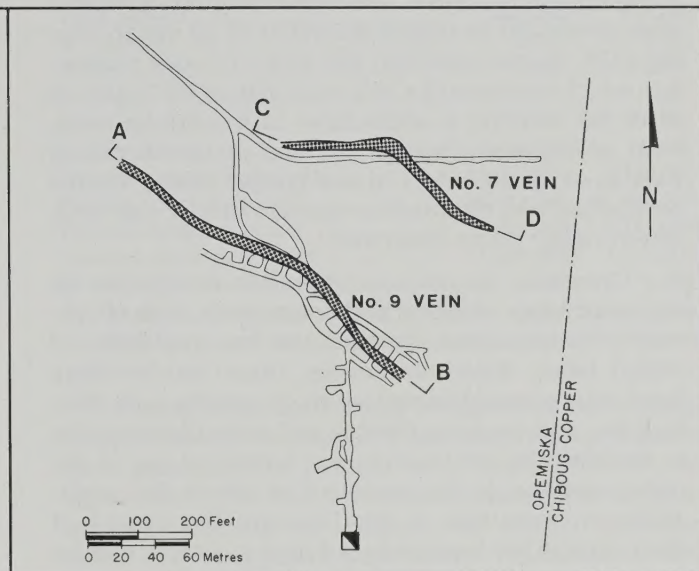 C
A
No. 7 VEIN
N
D
No. 9 VEIN
B
OPEMISKA
CHIBOUG COPPER
0 100 200 Feet
0 20 40 60 Metres